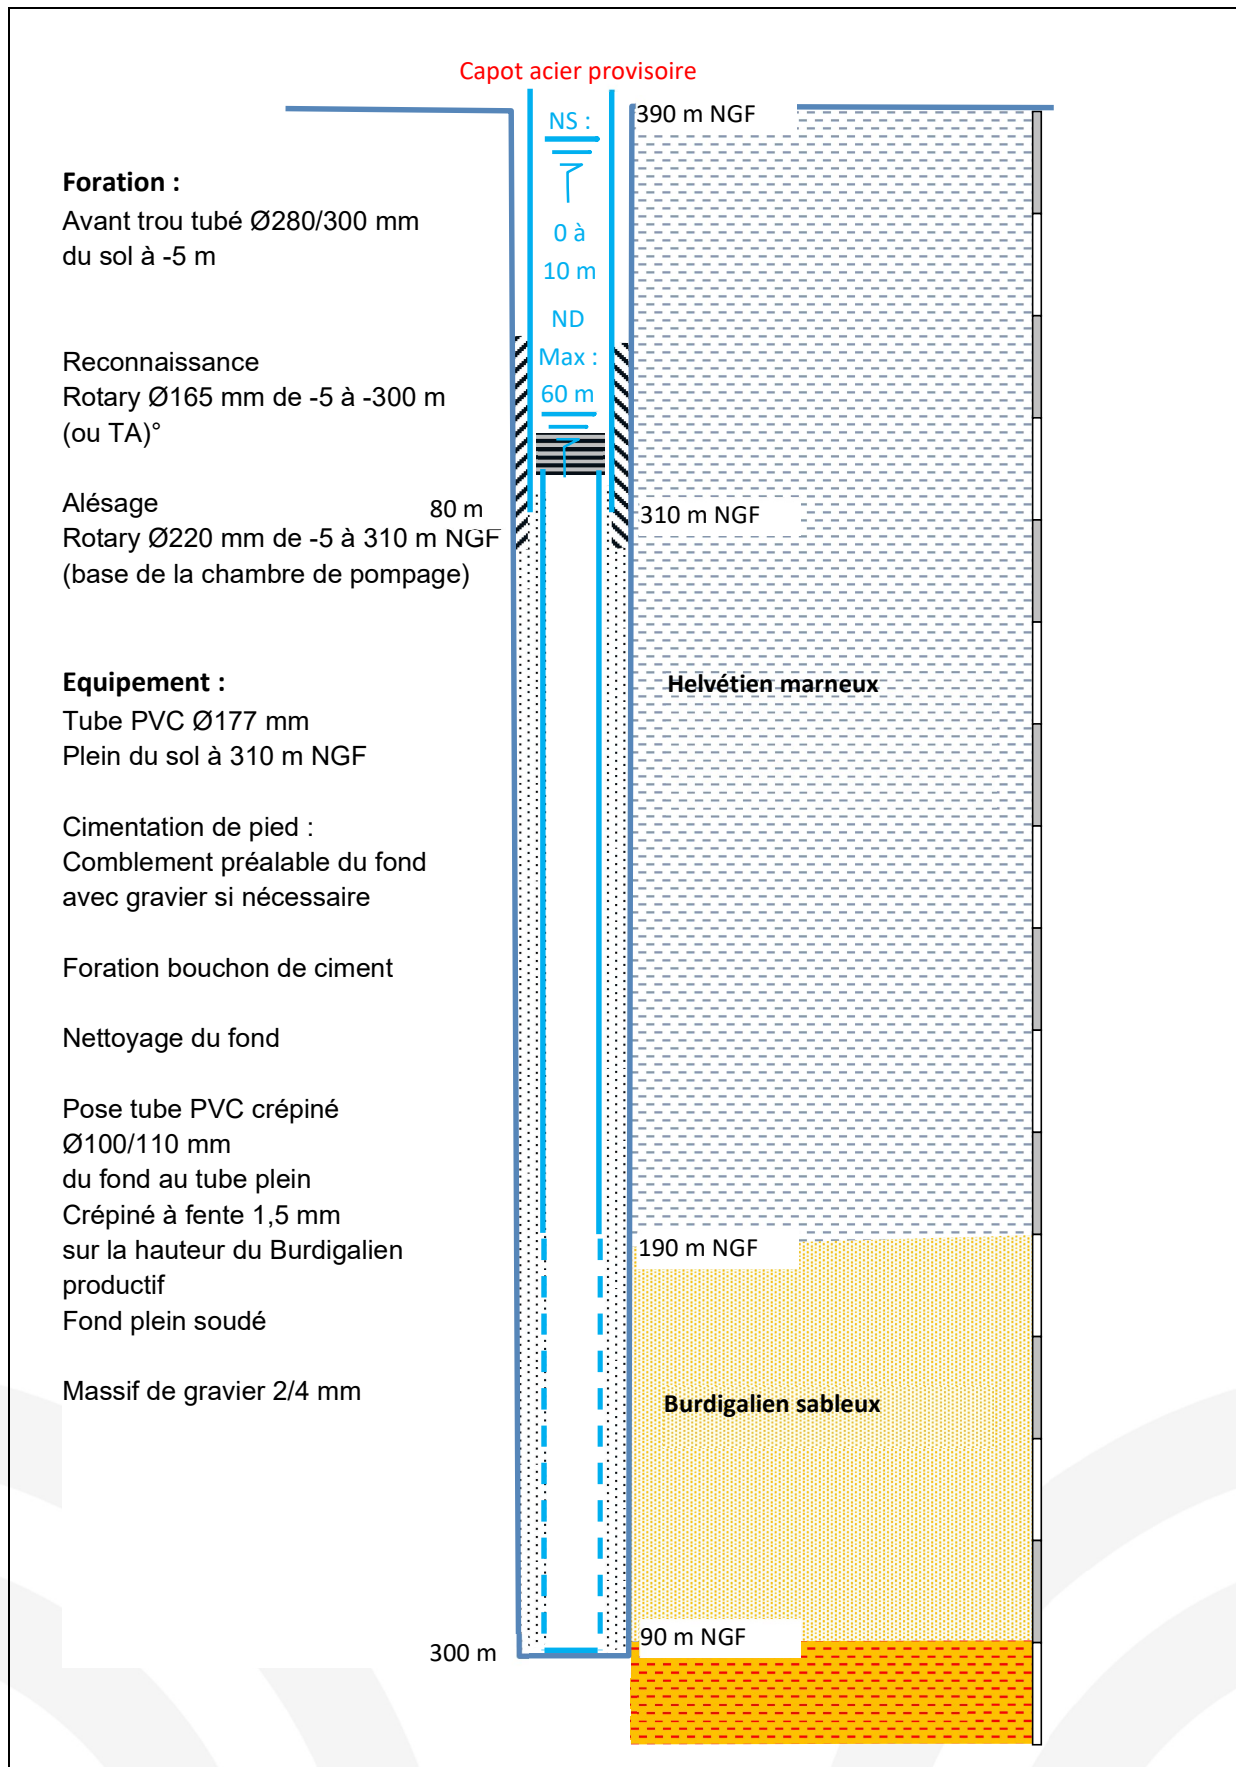 Capot acier provisoire
390 m NGF
NS :
0 à
10 m
ND
Max :
60 m
Foration :
Avant trou tubé Ø280/300 mm
du sol à -5 m
Reconnaissance
Rotary Ø165 mm de -5 à -300 m
(ou TA)°
Alésage
80 m
310 m NGF
Rotary Ø220 mm de -5 à 310 m NGF
(base de la chambre de pompage)
Equipement :
Helvétien marneux
Tube PVC Ø177 mm
Plein du sol à 310 m NGF
Cimentation de pied :
Comblement préalable du fond
avec gravier si nécessaire
Foration bouchon de ciment
Nettoyage du fond
Pose tube PVC crépiné
Ø100/110 mm
du fond au tube plein
Crépiné à fente 1,5 mm
sur la hauteur du Burdigalien
productif
Fond plein soudé
190 m NGF
Massif de gravier 2/4 mm
Burdigalien sableux
90 m NGF
300 m